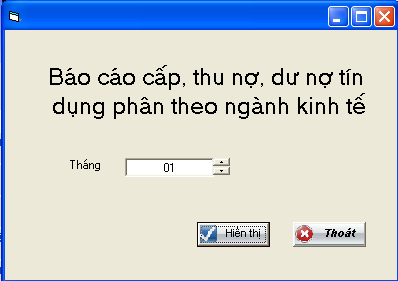 Báo cáo cấp, thu nợ, dư nợ tín
dụng phân theo ngành kinh tế
Tháng
01
Hiển thị
Thoát